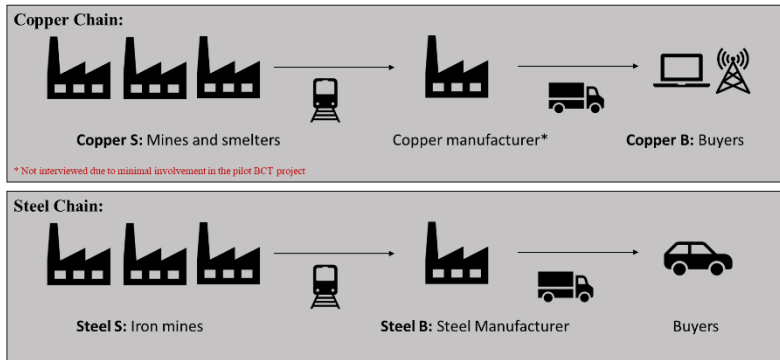 Copper Chain:
Copper S: Mines and smelters
Copper manufacturer*
Copper B: Buyers
* Not interviewed due to minimal involvement in the pilot BCT project
Steel Chain:
Steel S: Iron mines
Steel B: Steel Manufacturer
Buyers